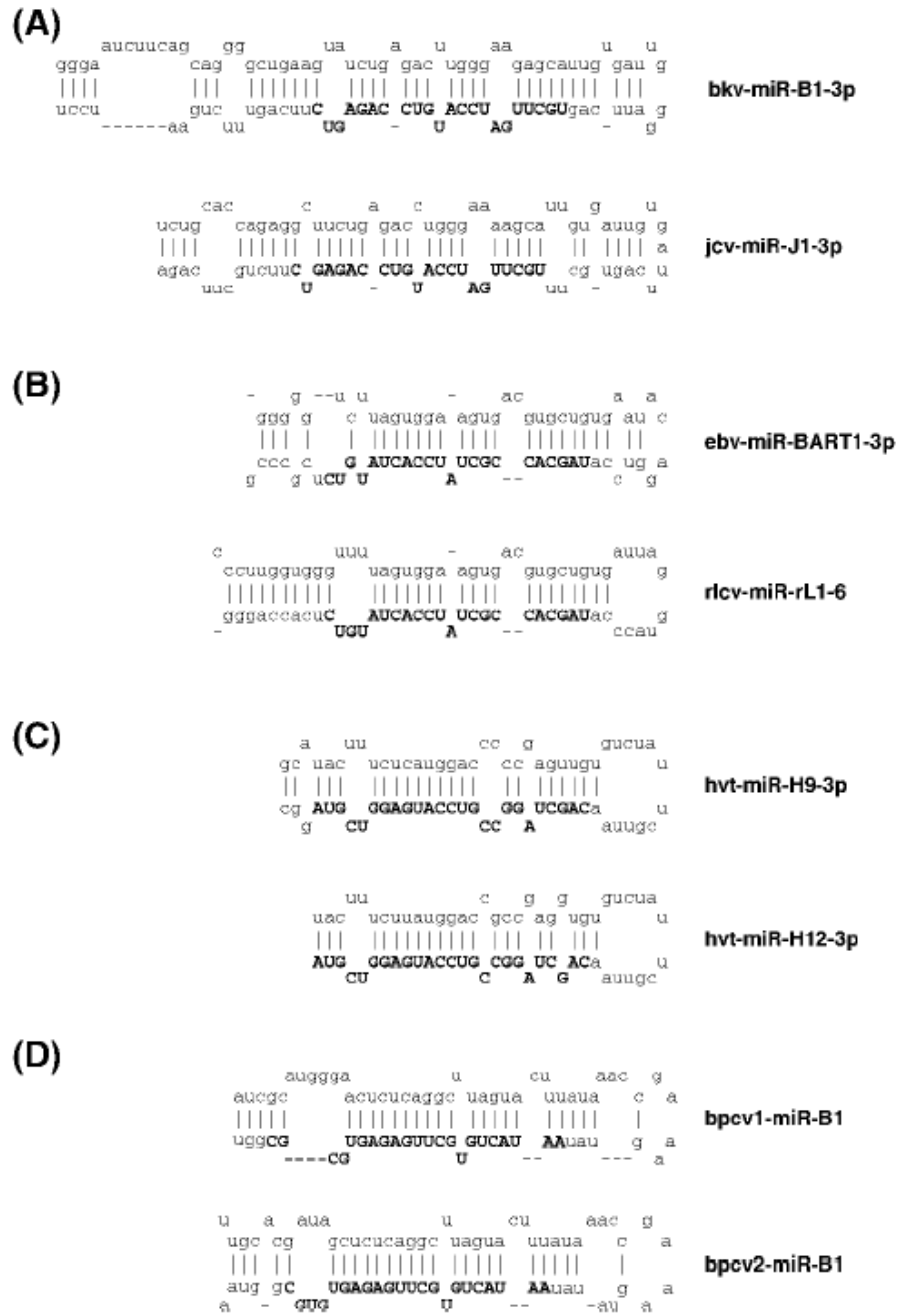 (A)
aucuucag gg ua a u aa u u
ggga cag gcugaag ucug gac uggg gagcauug gau g
|||| ||| ||||||| |||| ||| |||| |||||||| ||| bkv-miR-B1-3p
uccu guc ugacuuC AGAC CUG ACCU UUCGUgac uua g
------aa uu UG - U AG - g
cac c a c aa uu g u
ucug cagagg uucug gac uggg aagca gu auug g
|||| |||||| ||||| ||| |||| ||||| || |||| a jcv-miR-J1-3p
agac gucuuC GAGAC CUG ACCU UUCGU cg ugac u
uuc U - U AG uu - u
(B)
- g --u u - ac a a
ggg g c uagugga agug gugcugug au c
||| | | ||||||| |||| |||||||| || ebv-miR-BART1-3p
ccc c G AUCACCU UCGC CACGAUac ug a
g g uCU U A -- c g
c uuu - ac auua
ccuugguggg uagugga agug gugcugug g
|||||||||| ||||||| |||| |||||||| rlcv-miR-rL1-6
gggaccacuC AUCACCU UCGC CACGAUac g
- UGU A -- ccau
(C)
a uu cc g gucua
gc uac ucucauggac cc aguugu u
|| ||| |||||||||| || |||||| hvt-miR-H9-3p
cg AUG GGAGUACCUG GG UCGACa u
g CU CC A auugc
uu c g g gucua
uac ucuuauggac gcc ag ugu u
||| |||||||||| ||| || ||| hvt-miR-H12-3p
AUG GGAGUACCUG CGG UC ACa u
CU C A G auugc
(D)
auggga u cu aac g
aucgc acucucaggc uagua uuaua c a
||||| |||||||||| ||||| ||||| | bpcv1-miR-B1
uggCG UGAGAGUUCG GUCAU AAuau g a
----CG U -- --- a
u a aua u cu aac g
ugc cg gcucucaggc uagua uuaua c a
||| || |||||||||| ||||| ||||| | bpcv2-miR-B1
aug gC UGAGAGUUCG GUCAU AAuau g a
a - GUG U -- -au a